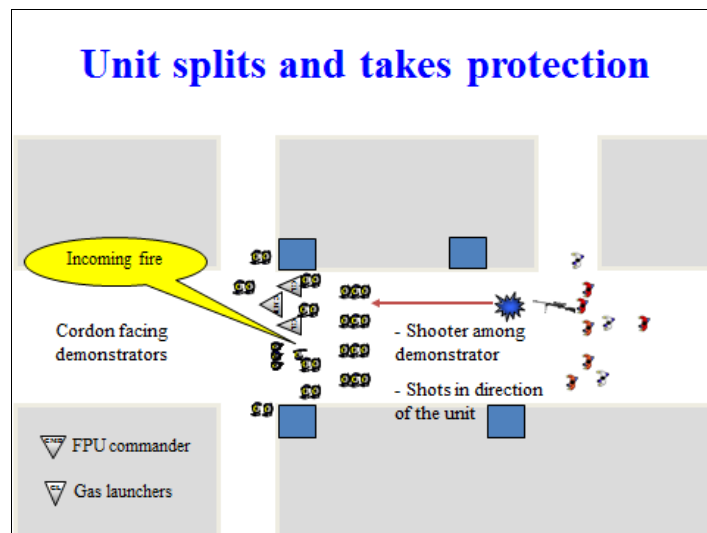 Unit splits and takes protection
Incoming fire
Cordon facing
demonstrators
- Shooter among
demonstrator
- Shots in direction
of the unit
FPU commander
Gas launchers